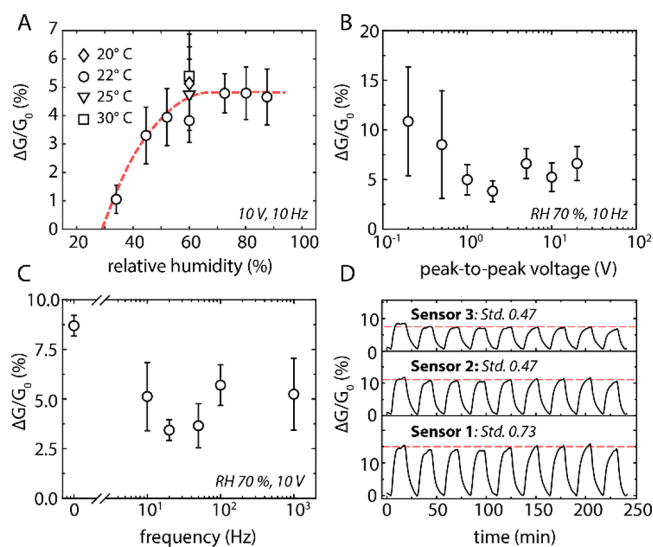 A
7
6
5
4
3
2
1
0
ΔG/G0 (%)
20° C
22° C
25° C
30° C
10 V, 10 Hz
20 40 60 80 100
relative humidity (%)
B
20
15
10
5
0
ΔG/G0 (%)
RH 70 %, 10 Hz
10-1 100 101 102
peak-to-peak voltage (V)
C
10.0
7.5
5.0
2.5
0.0
ΔG/G0 (%)
RH 70 %, 10 V
0 101 102 103
frequency (Hz)
D
Sensor 3: Std. 0.47
10
0
Sensor 2: Std. 0.47
10
0
Sensor 1: Std. 0.73
10
0
ΔG/G0 (%)
0 50 100 150 200 250
time (min)